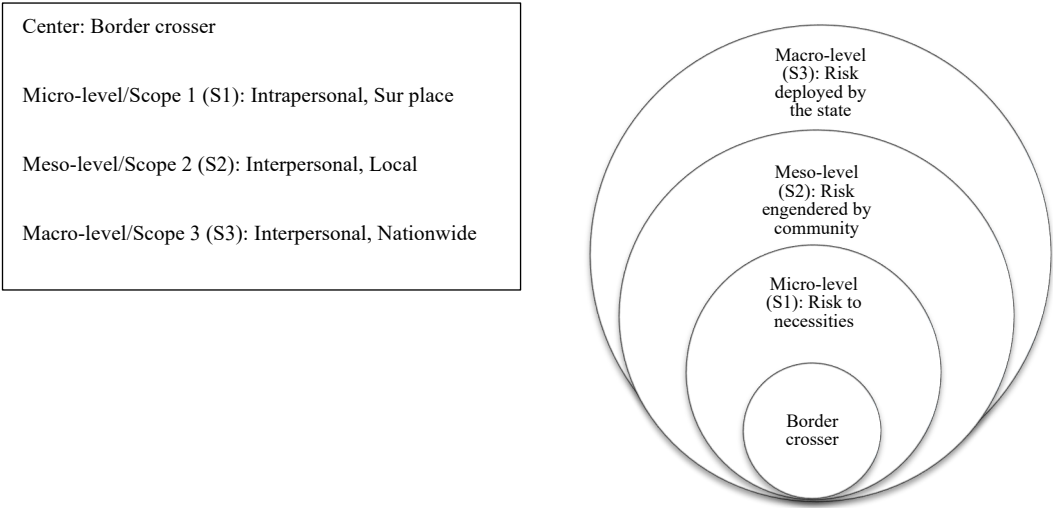 Center: Border crosser
Micro-level/Scope 1 (S1): Intrapersonal, Sur place
Meso-level/Scope 2 (S2): Interpersonal, Local
Macro-level/Scope 3 (S3): Interpersonal, Nationwide
Macro-level
(S3): Risk
deployed by
the state
Meso-level
(S2): Risk
engendered by
community
Micro-level
(S1): Risk to
necessities
Border
crosser